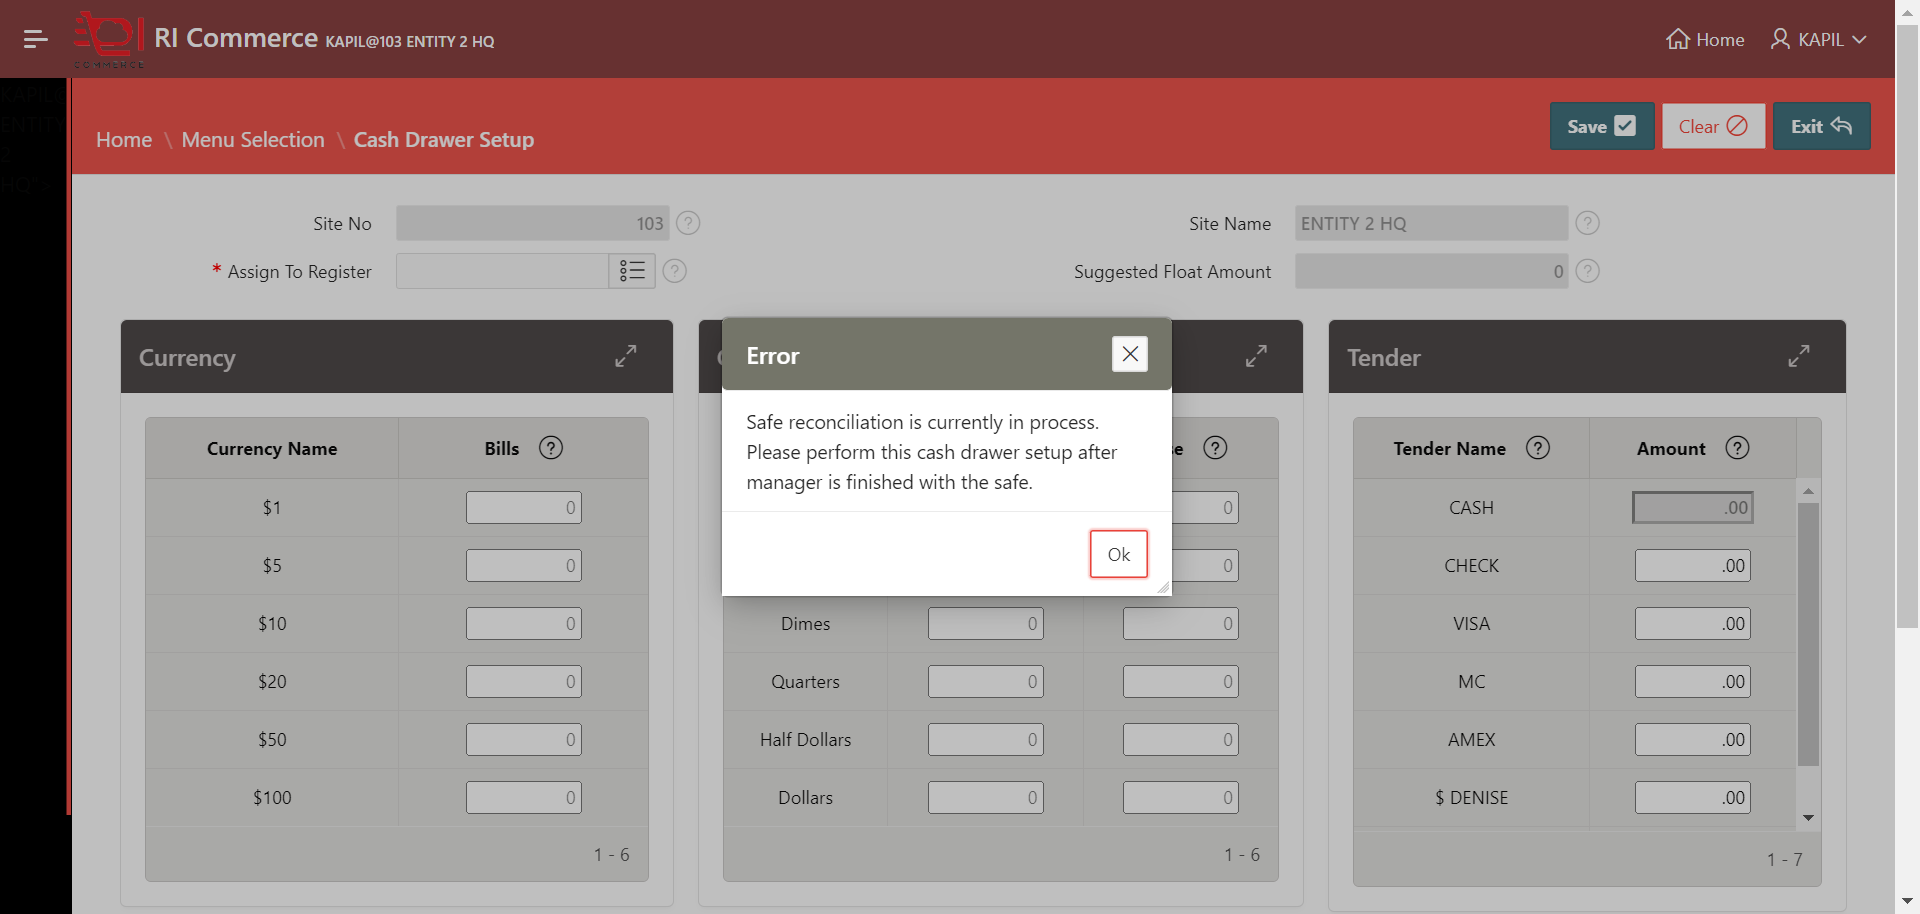 RI Commerce KAPIL@103 ENTITY 2 HQ
Home
KAPIL
COMMERCE
KAPIL@
ENTITY
2
HQ">
Home \ Menu Selection \ Cash Drawer Setup
Save
Clear
Exit
Site No 103 ?
Site Name ENTITY 2 HQ ?
* Assign To Register ?
Suggested Float Amount 0 ?
Currency
Tender
Error
Safe reconciliation is currently in process.
Please perform this cash drawer setup after
manager is finished with the safe.
Ok
Currency Name Bills ?
$1 0
$5 0
$10 0
$20 0
$50 0
$100 0
1 - 6
?
0
0
Dimes 0 0
Quarters 0 0
Half Dollars 0 0
Dollars 0 0
1 - 6
Tender Name ? Amount ?
CASH .00
CHECK .00
VISA .00
MC .00
AMEX .00
$ DENISE .00
1 - 7